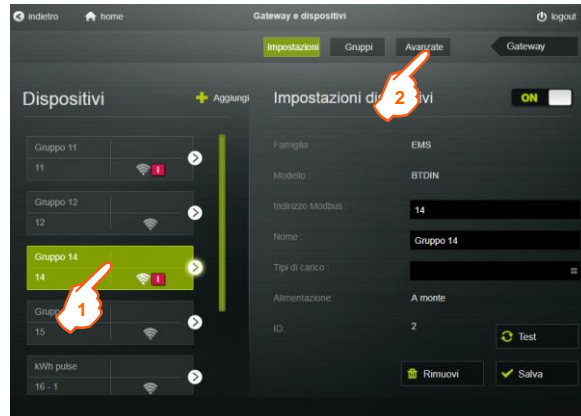 indietro
home
Gateway e dispositivi
logout
Impostazioni
Gruppi
Avanzate
Gateway
Dispositivi
Aggiungi
Impostazioni di
vi
ON
2
Gruppo 11
11
I
Gruppo 12
12
Gruppo 14
14
I
1
15
kWh pulse
16 - 1
Famiglia
EMS
Modello :
BTDIN
Indirizzo Modbus :
14
Nome :
Gruppo 14
Tipi di carico :
Alimentazione:
A monte
ID:
2
Test
Rimuovi
Salva